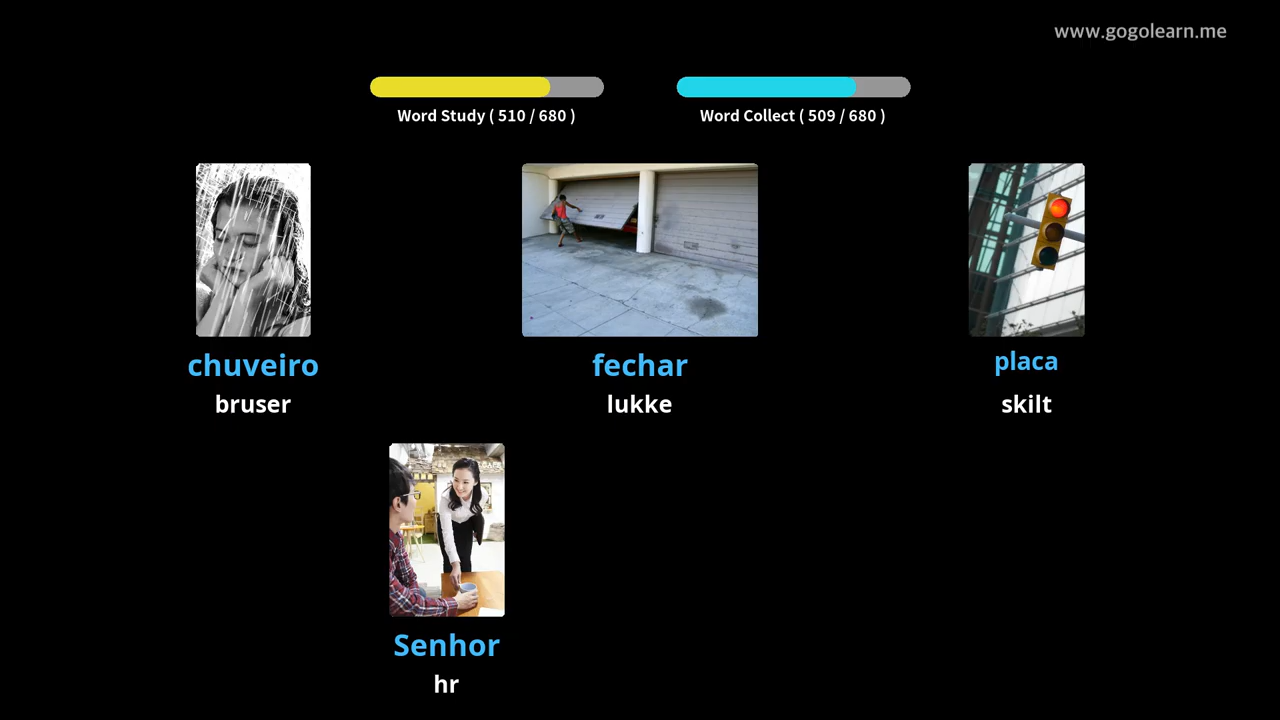 www.gogolearn.me
Word Study ( 510 / 680 )
Word Collect ( 509 / 680 )
chuveiro
bruser
fechar
lukke
placa
skilt
Senhor
hr